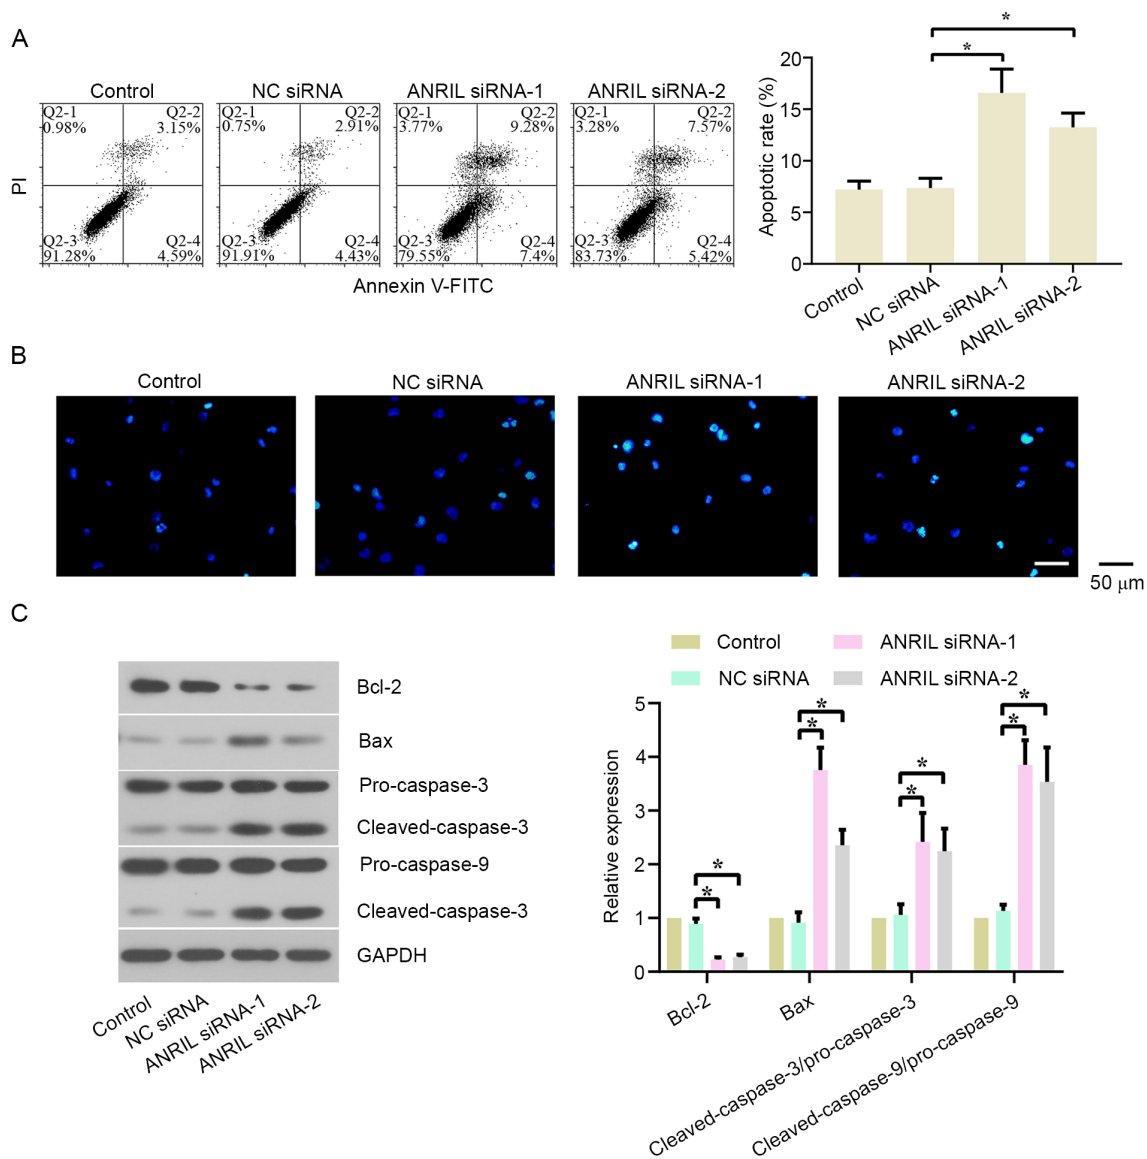 A
Control
NC siRNA
ANRIL siRNA-1
ANRIL siRNA-2
Q2-1
0.98%
Q2-2
3.15%
Q2-3
91.28%
Q2-4
4.59%
Q2-1
0.75%
Q2-2
2.91%
Q2-3
91.91%
Q2-4
4.43%
Q2-1
3.77%
Q2-2
9.28%
Q2-3
79.55%
Q2-4
7.4%
Q2-1
3.28%
Q2-2
7.57%
Q2-3
83.73%
Q2-4
5.42%
PI
Annexin V-FITC
*
*
Apoptotic rate (%)
20
15
10
5
0
Control
NC siRNA
ANRIL siRNA-1
ANRIL siRNA-2
B
Control
NC siRNA
ANRIL siRNA-1
ANRIL siRNA-2
50 μm
C
Bcl-2
Bax
Pro-caspase-3
Cleaved-caspase-3
Pro-caspase-9
Cleaved-caspase-3
GAPDH
Control
NC siRNA
ANRIL siRNA-1
ANRIL siRNA-2
Control
ANRIL siRNA-1
NC siRNA
ANRIL siRNA-2
Relative expression
5
4
3
2
1
0
*
*
*
*
*
*
*
*
Bcl-2
Bax
Cleaved-caspase-3/pro-caspase-3
Cleaved-caspase-9/pro-caspase-9